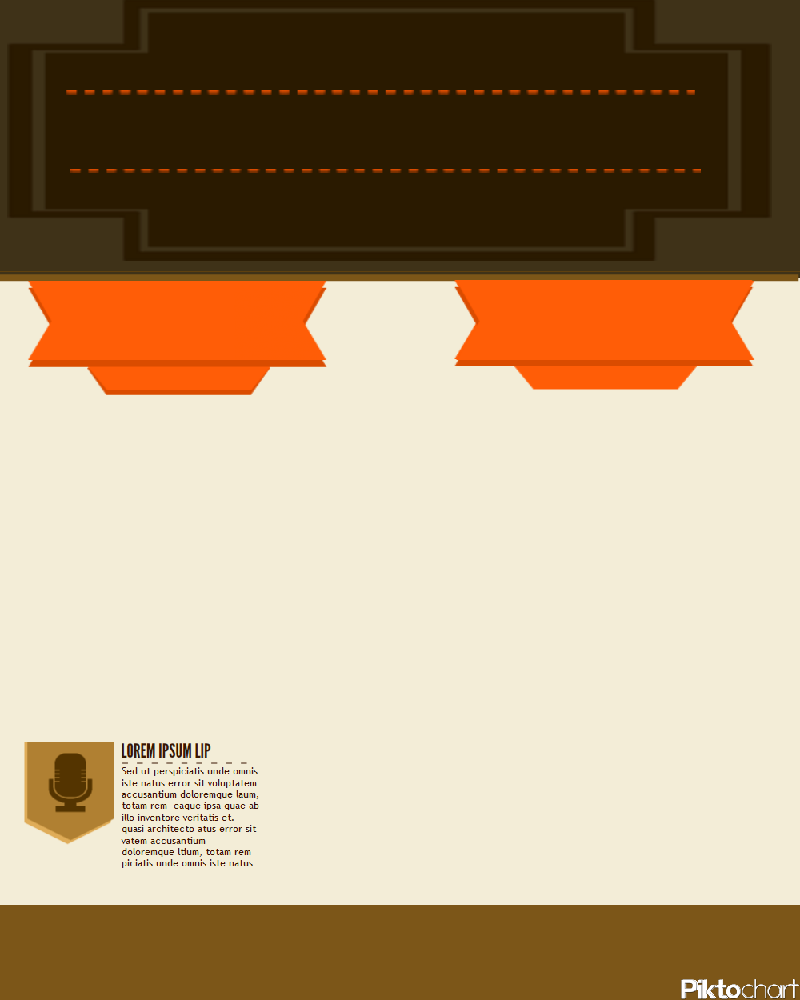 LOREM IPSUM LIP
Sed ut perspiciatis unde omnis
iste natus error sit voluptatem
accusantium doloremque laum,
totam rem  eaque ipsa quae ab
illo inventore veritatis et.
quasi architecto atus error sit
vatem accusantium
doloremque ltium, totam rem
piciatis unde omnis iste natus
Piktochart